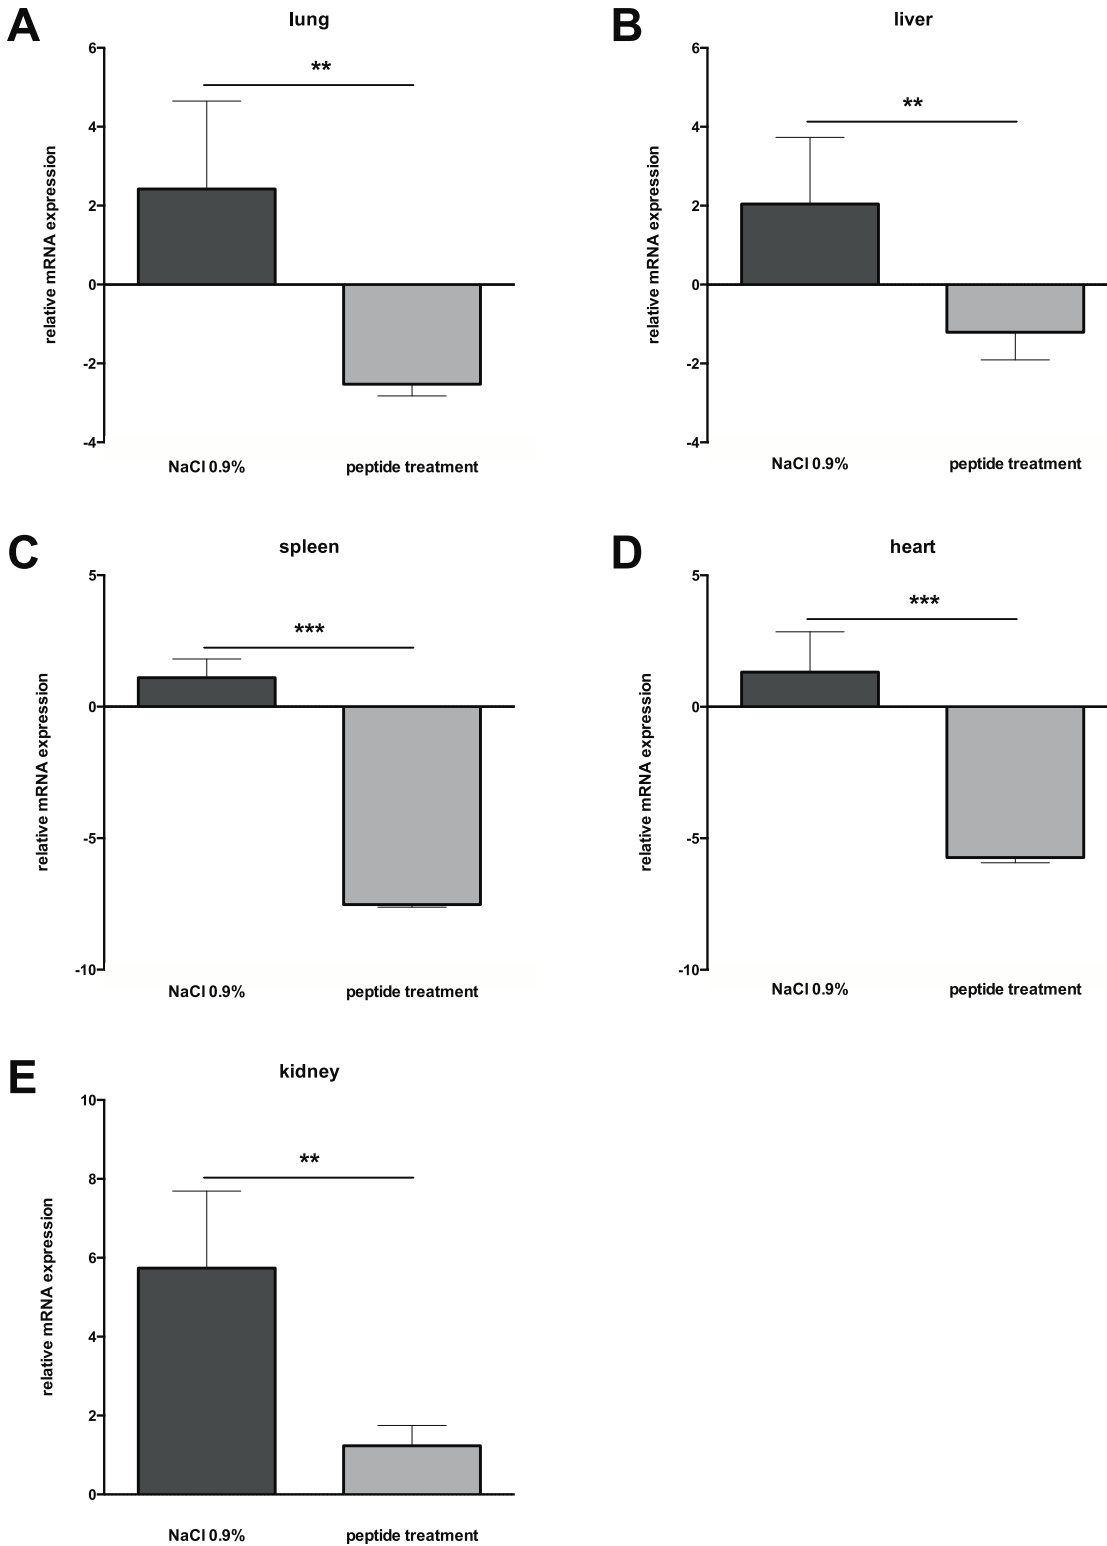 A
lung
6
4
2
0
-2
-4
relative mRNA expression
**
NaCl 0.9%
peptide treatment
B
liver
6
4
2
0
-2
-4
relative mRNA expression
**
NaCl 0.9%
peptide treatment
C
spleen
5
0
-5
-10
relative mRNA expression
***
NaCl 0.9%
peptide treatment
D
heart
5
0
-5
-10
relative mRNA expression
***
NaCl 0.9%
peptide treatment
E
kidney
10
8
6
4
2
0
relative mRNA expression
**
NaCl 0.9%
peptide treatment